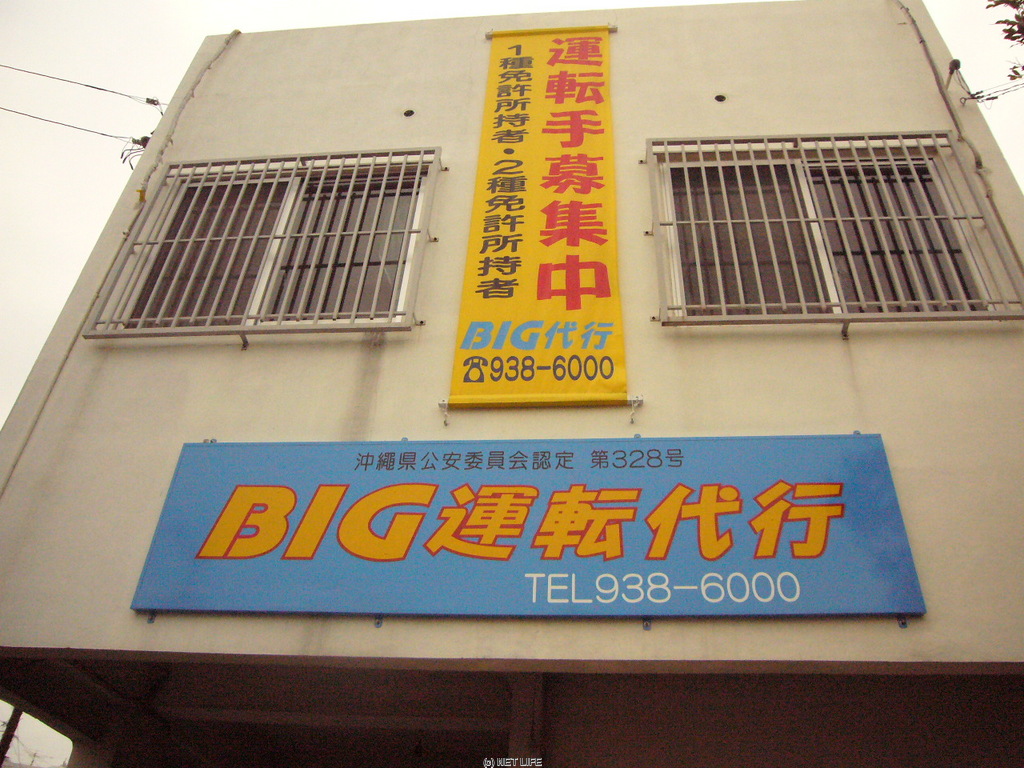 運転手募集中
1種免許所持者・2種免許所持者
BIG代行
☎938-6000
沖縄県公安委員会認定 第328号
BIG運転代行
TEL938-6000
(c) NET LIFE